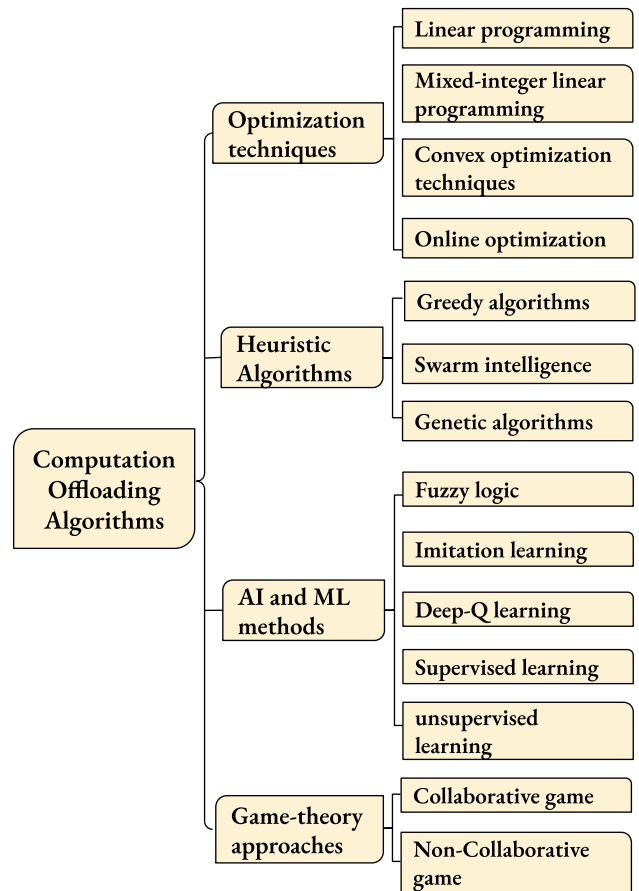 Computation
Offloading
Algorithms
Optimization
techniques
Linear programming
Mixed-integer linear
programming
Convex optimization
techniques
Online optimization
Heuristic
Algorithms
Greedy algorithms
Swarm intelligence
Genetic algorithms
AI and ML
methods
Fuzzy logic
Imitation learning
Deep-Q learning
Supervised learning
unsupervised
learning
Game-theory
approaches
Collaborative game
Non-Collaborative
game